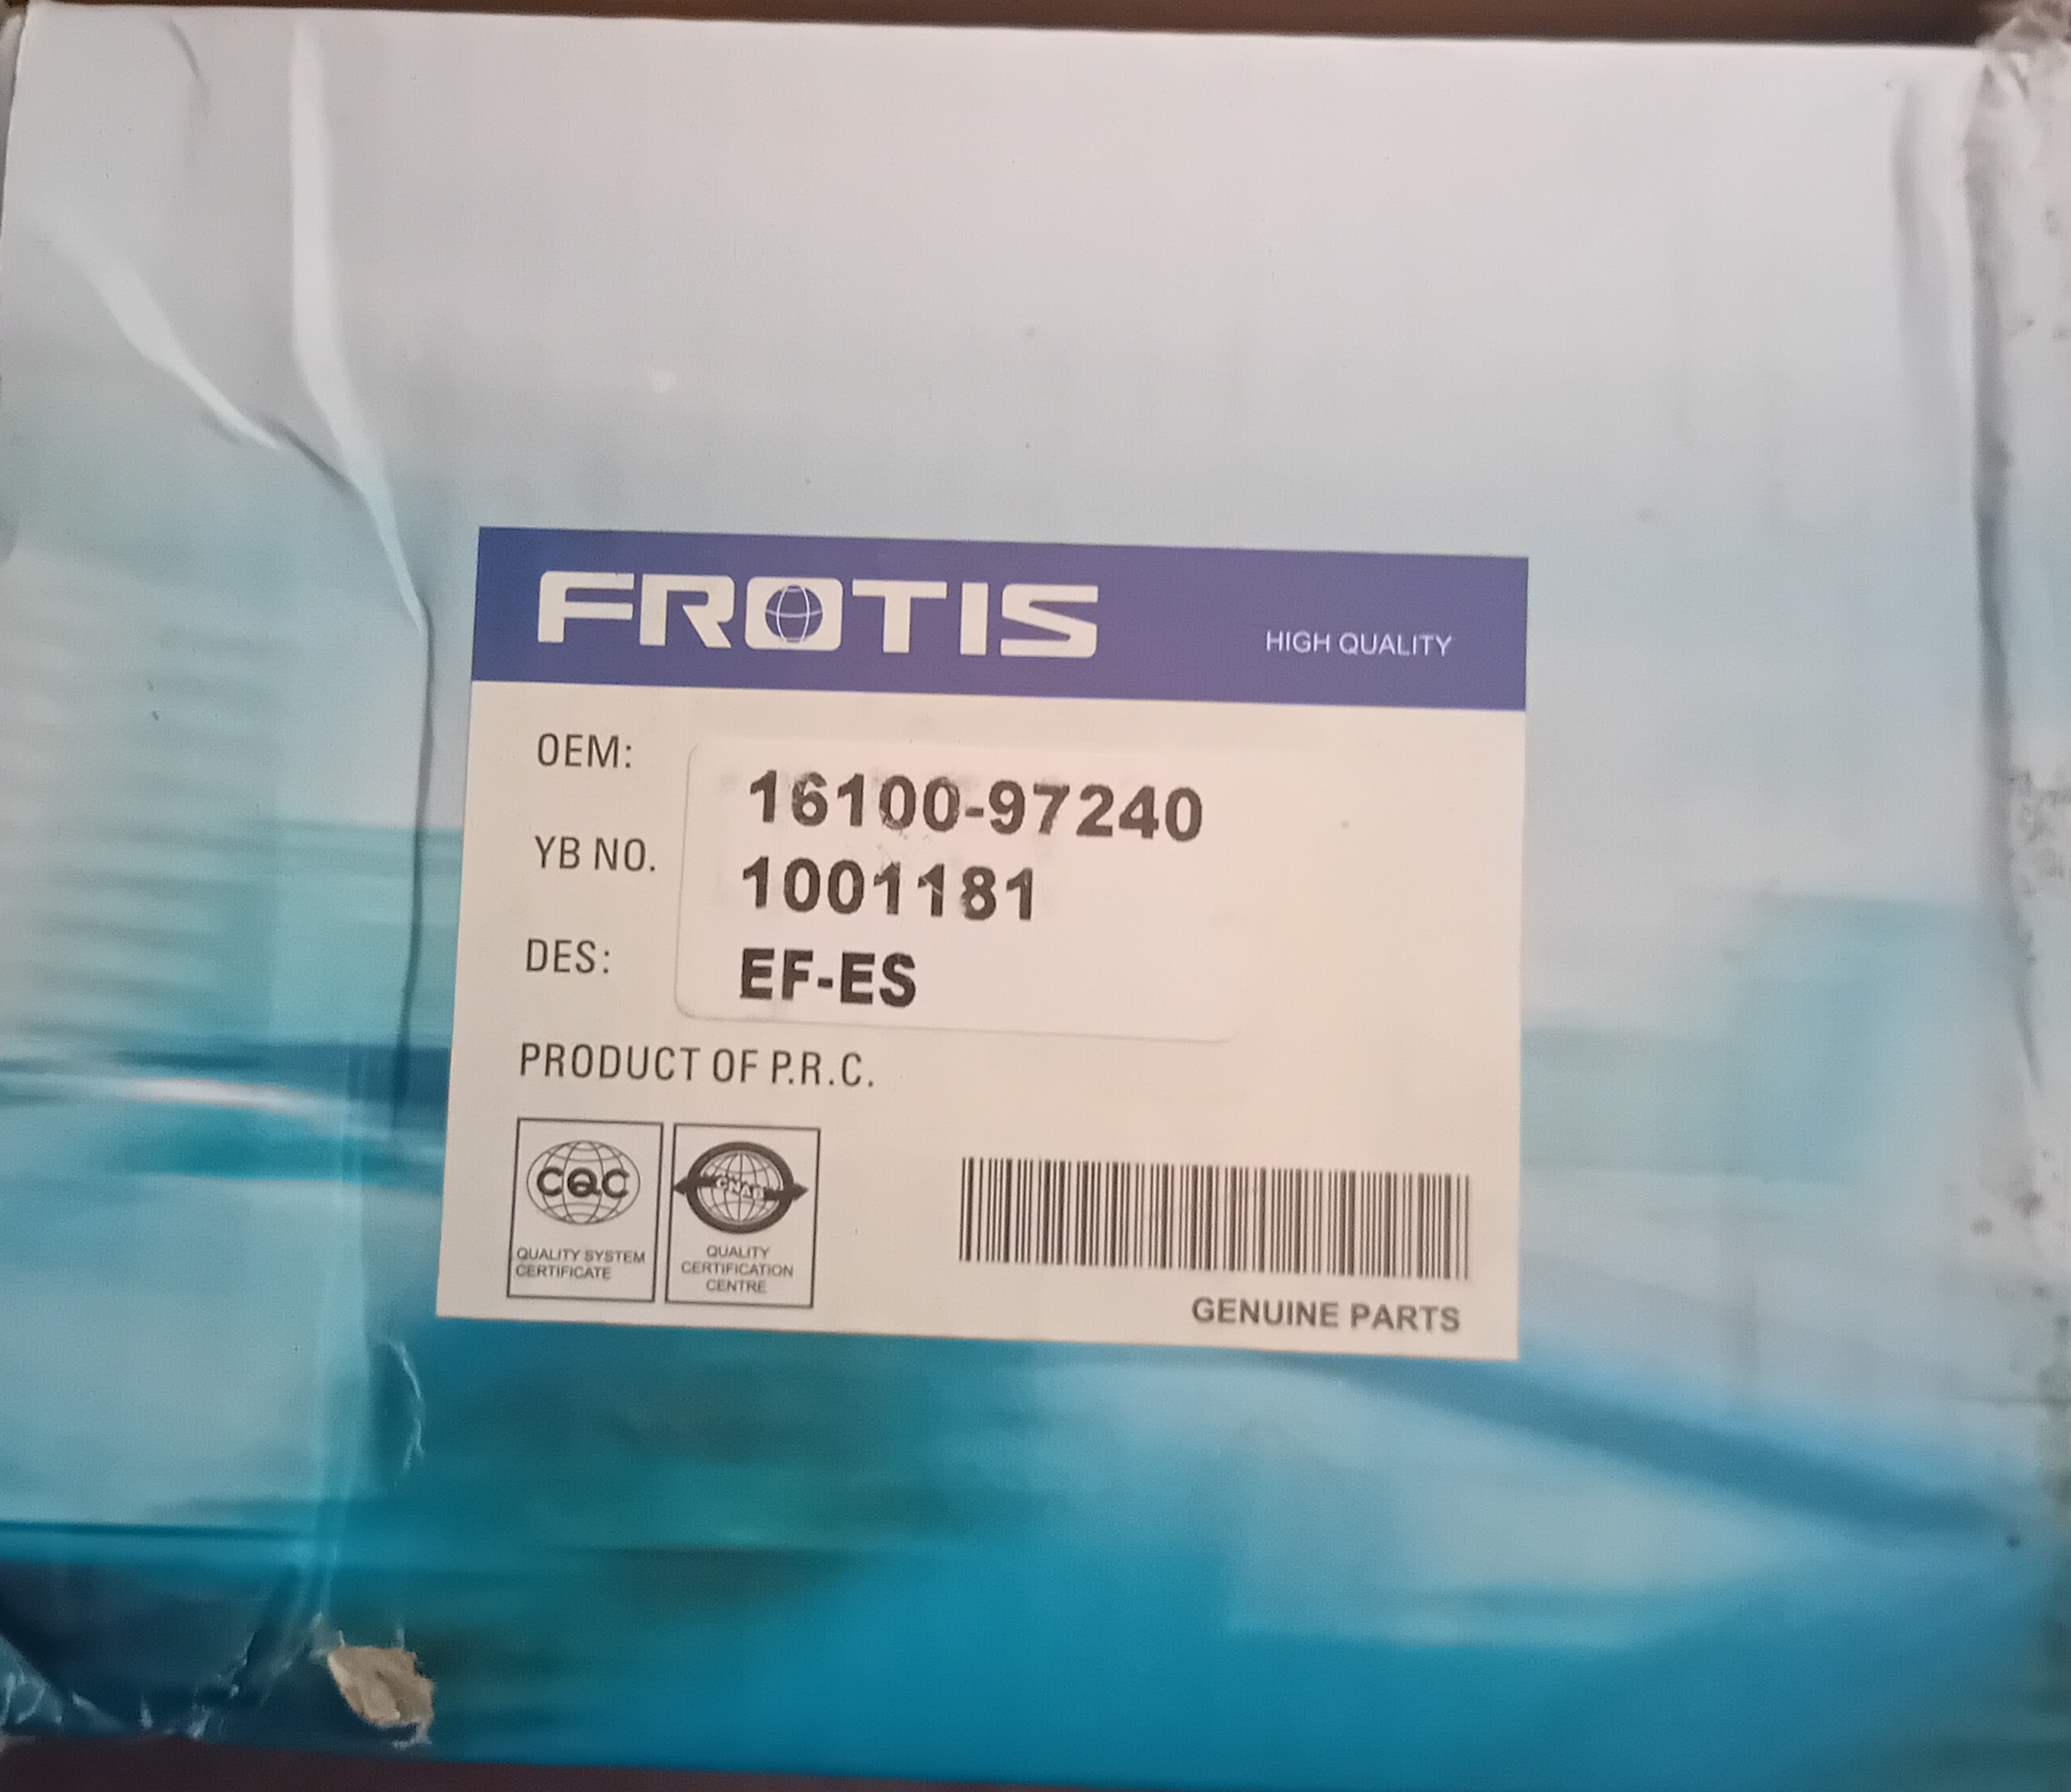 FROTIS
HIGH QUALITY
OEM: 16100-97240
YB NO. 1001181
DES: EF-ES
PRODUCT OF P.R.C.
CQC
QUALITY SYSTEM
CERTIFICATE
CNAB
QUALITY
CERTIFICATION
CENTRE
GENUINE PARTS